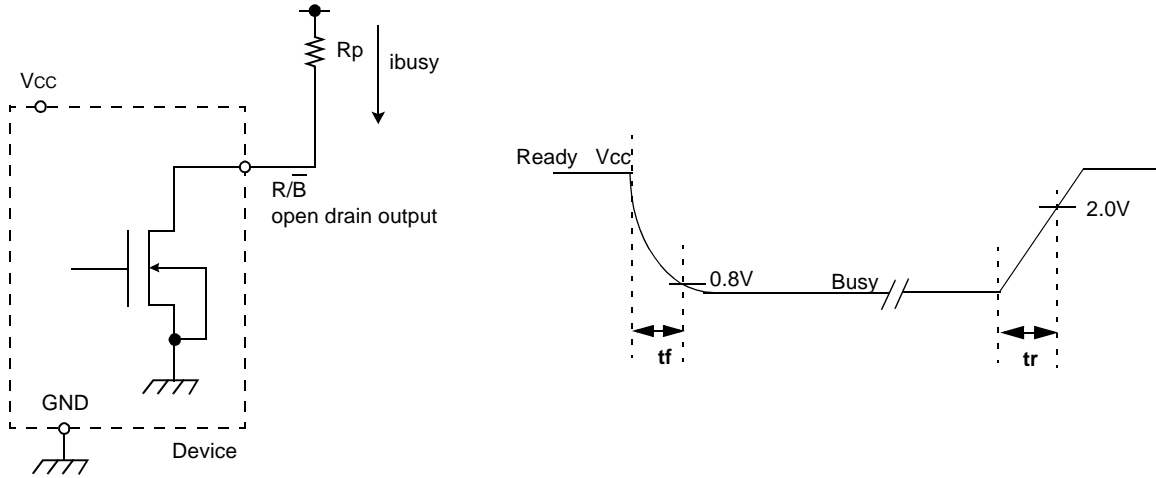 Rp
ibusy
VCC
R/B̅
open drain output
GND
Device
Ready Vcc
2.0V
0.8V
Busy
tf
tr